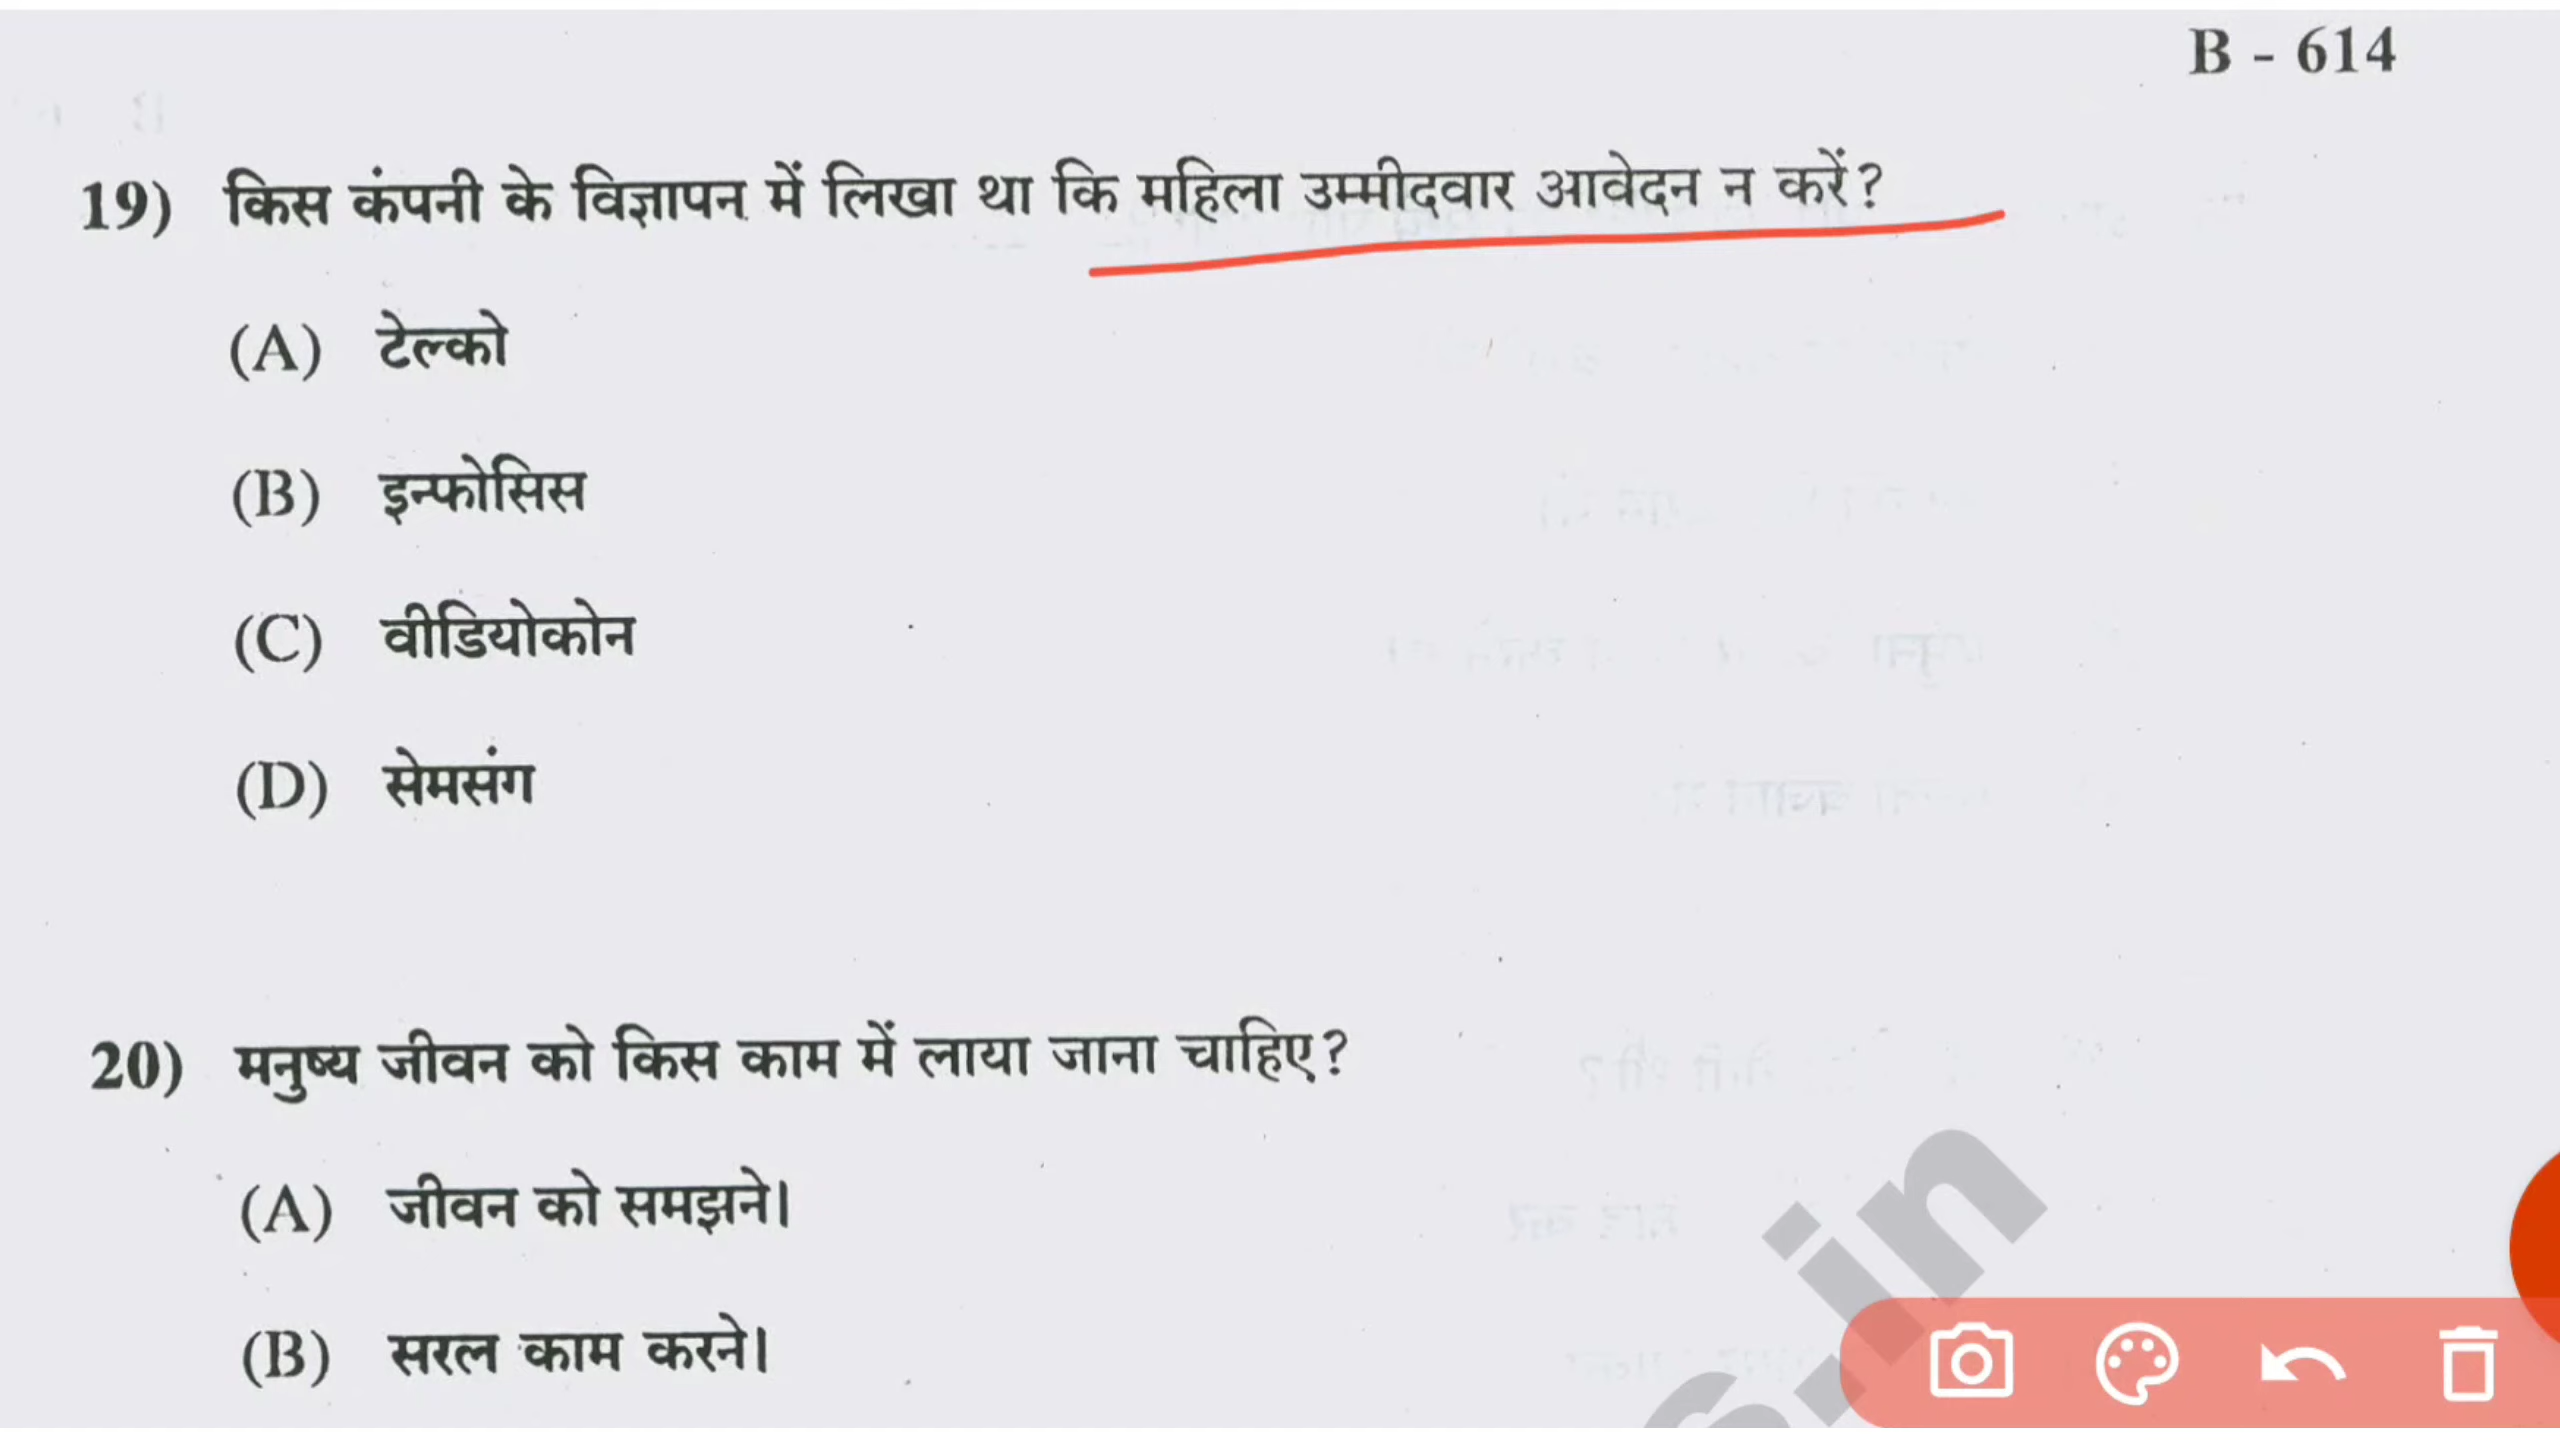 B - 614
19) किस कंपनी के विज्ञापन में लिखा था कि महिला उम्मीदवार आवेदन न करें?
(A) टेल्को
(B) इन्फोसिस
(C) वीडियोकोन
(D) सेमसंग
20) मनुष्य जीवन को किस काम में लाया जाना चाहिए?
(A) जीवन को समझने।
(B) सरल काम करने।
s.in